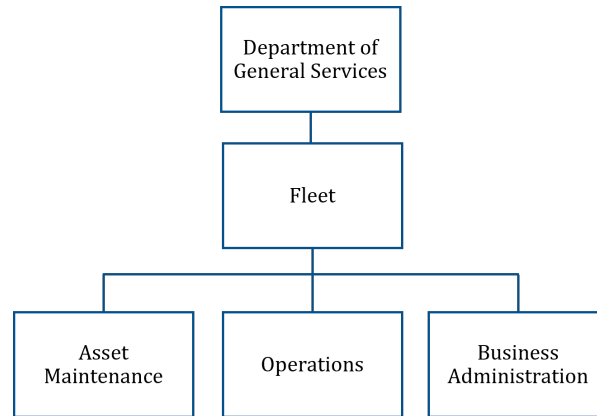 Department of
General Services
Fleet
Asset
Maintenance
Operations
Business
Administration